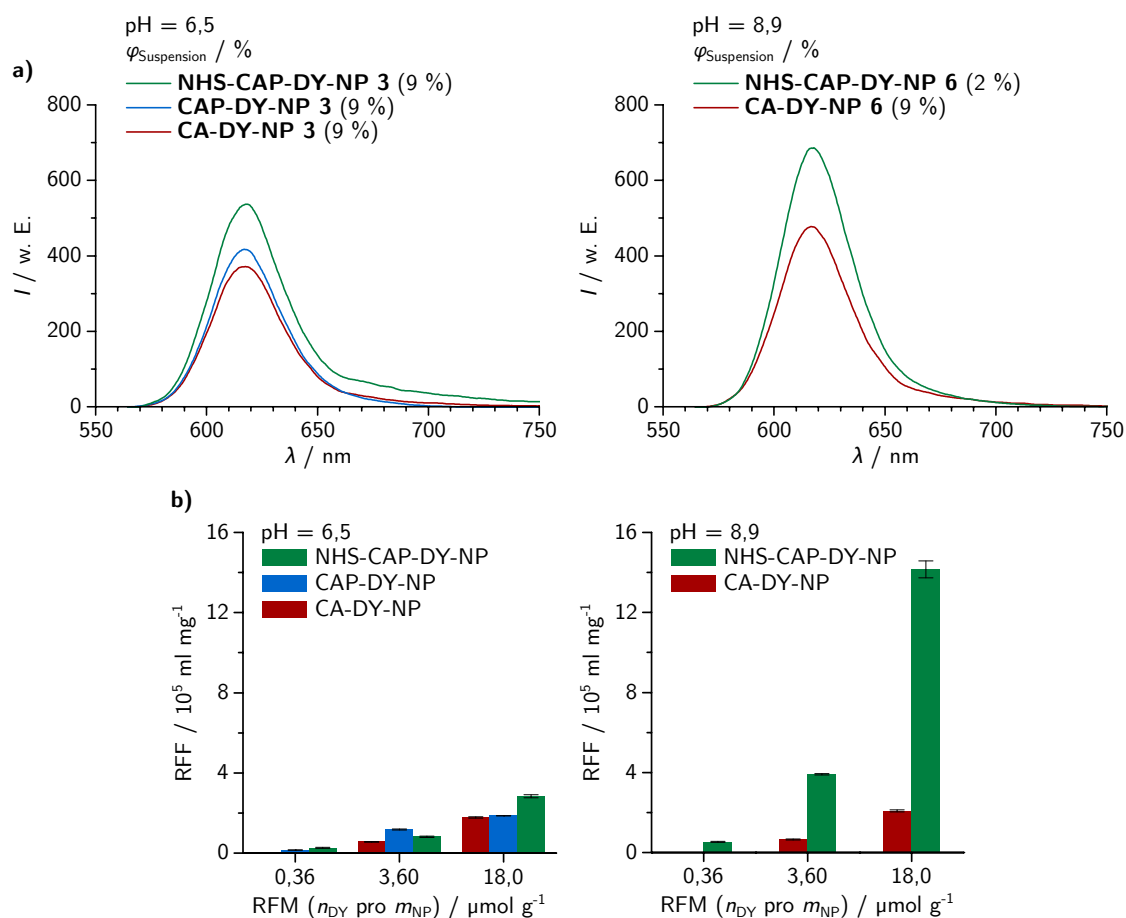 pH = 6,5
φSuspension / %
a)
NHS-CAP-DY-NP 3 (9 %)
CAP-DY-NP 3 (9 %)
CA-DY-NP 3 (9 %)
800
600
400
200
0
I / w. E.
550 600 650 700 750
λ / nm
pH = 8,9
φSuspension / %
NHS-CAP-DY-NP 6 (2 %)
CA-DY-NP 6 (9 %)
800
600
400
200
0
I / w. E.
550 600 650 700 750
λ / nm
b)
pH = 6,5
NHS-CAP-DY-NP
CAP-DY-NP
CA-DY-NP
16
12
8
4
0
RFF / 10⁵ ml mg⁻¹
0,36 3,60 18,0
RFM (nDY pro mNP) / µmol g⁻¹
pH = 8,9
NHS-CAP-DY-NP
CA-DY-NP
16
12
8
4
0
RFF / 10⁵ ml mg⁻¹
0,36 3,60 18,0
RFM (nDY pro mNP) / µmol g⁻¹